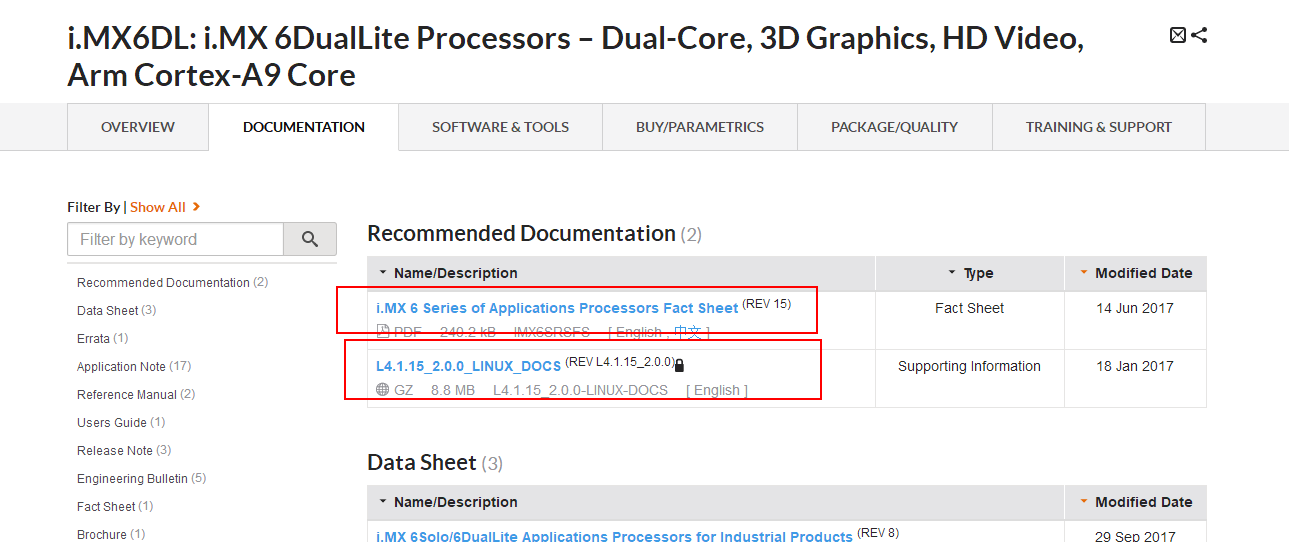 i.MX6DL: i.MX 6DualLite Processors – Dual-Core, 3D Graphics, HD Video,
Arm Cortex-A9 Core
OVERVIEW DOCUMENTATION SOFTWARE & TOOLS BUY/PARAMETRICS PACKAGE/QUALITY TRAINING & SUPPORT
Filter By | Show All
Filter by keyword
Recommended Documentation (2)
Data Sheet (3)
Errata (1)
Application Note (17)
Reference Manual (2)
Users Guide (1)
Release Note (3)
Engineering Bulletin (5)
Fact Sheet (1)
Brochure (1)
Recommended Documentation (2)
Name/Description Type Modified Date
i.MX 6 Series of Applications Processors Fact Sheet (REV 15) Fact Sheet 14 Jun 2017
PDF 240.2 kB IMX6SRSFS [ English , 中文 ]
L4.1.15_2.0.0_LINUX_DOCS (REV L4.1.15_2.0.0) Supporting Information 18 Jan 2017
GZ 8.8 MB L4.1.15_2.0.0-LINUX-DOCS [ English ]
Data Sheet (3)
Name/Description Modified Date
i.MX 6Solo/6DualLite Applications Processors for Industrial Products (REV 8) 29 Sep 2017